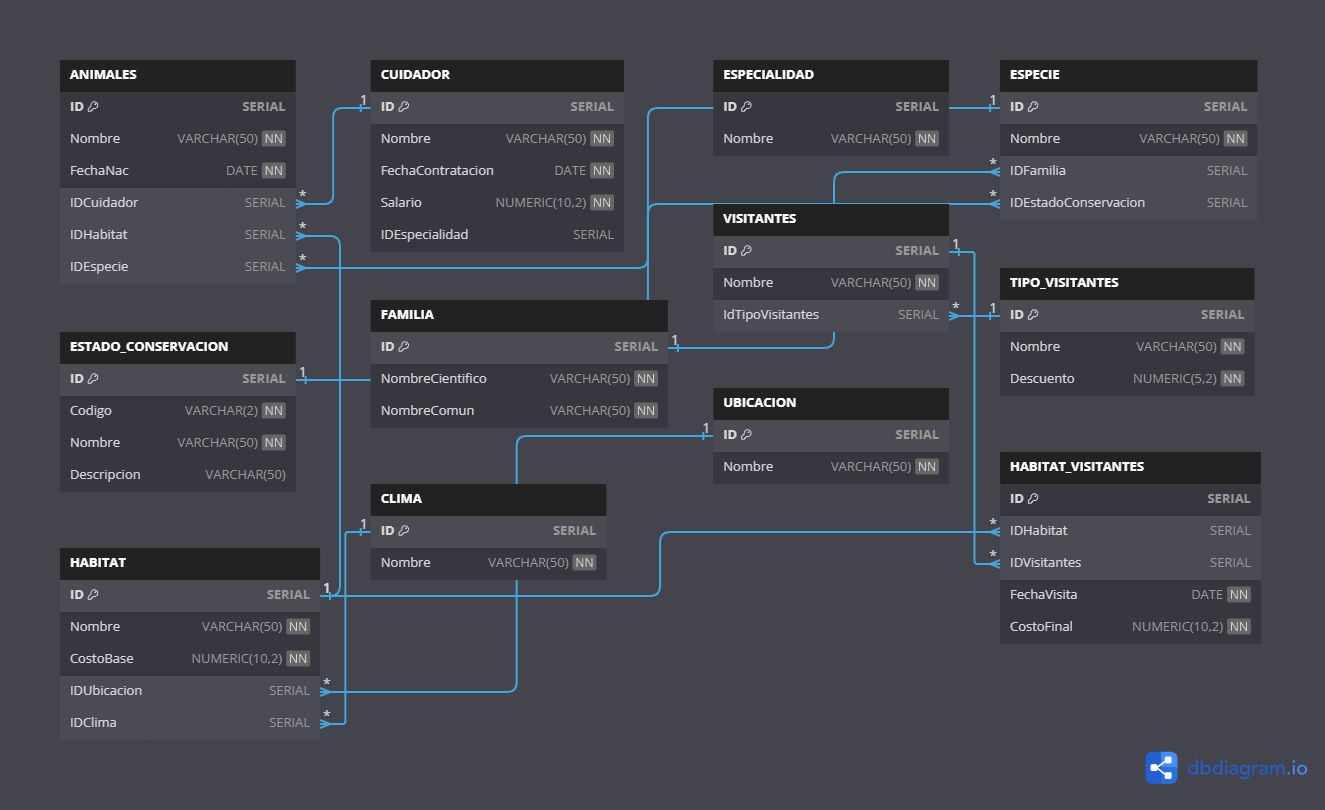 ANIMALES
ID SERIAL
Nombre VARCHAR(50) NN
FechaNac DATE NN
IDCuidador SERIAL *
IDHabitat SERIAL *
IDEspecie SERIAL *
CUIDADOR
1 ID SERIAL
Nombre VARCHAR(50) NN
FechaContratacion DATE NN
Salario NUMERIC(10,2) NN
IDEspecialidad SERIAL
ESPECIALIDAD
ID SERIAL
Nombre VARCHAR(50) NN
ESPECIE
1 ID SERIAL
Nombre VARCHAR(50) NN
* IDFamilia SERIAL
* IDEstadoConservacion SERIAL
VISITANTES
ID SERIAL 1
Nombre VARCHAR(50) NN
IdTipoVisitantes SERIAL *
TIPO_VISITANTES
1 ID SERIAL
Nombre VARCHAR(50) NN
Descuento NUMERIC(5,2) NN
FAMILIA
ID SERIAL 1
NombreCientifico VARCHAR(50) NN
NombreComun VARCHAR(50) NN
ESTADO_CONSERVACION
ID SERIAL 1
Codigo VARCHAR(2) NN
Nombre VARCHAR(50) NN
Descripcion VARCHAR(50)
UBICACION
1 ID SERIAL
Nombre VARCHAR(50) NN
CLIMA
1 ID SERIAL
Nombre VARCHAR(50) NN
HABITAT_VISITANTES
ID SERIAL
* IDHabitat SERIAL
* IDVisitantes SERIAL
FechaVisita DATE NN
CostoFinal NUMERIC(10,2) NN
HABITAT
ID SERIAL 1
Nombre VARCHAR(50) NN
CostoBase NUMERIC(10,2) NN
IDUbicacion SERIAL *
IDClima SERIAL *
dbdiagram.io